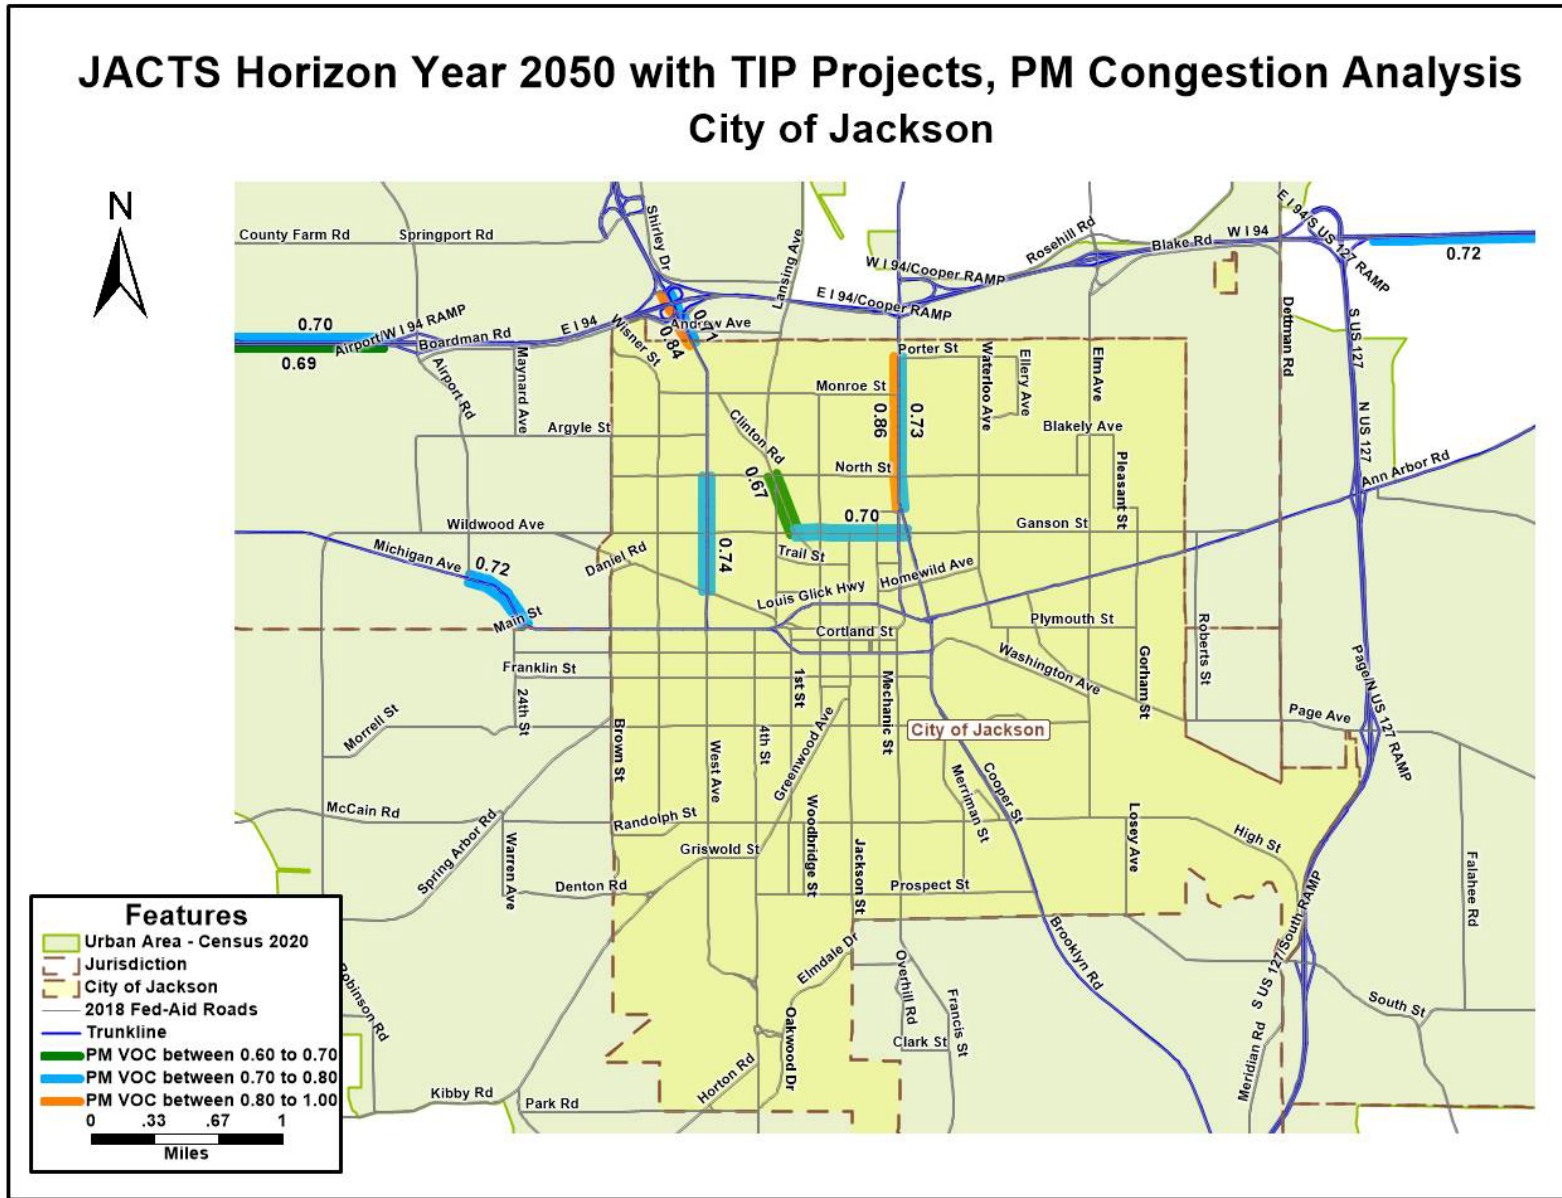 JACTS Horizon Year 2050 with TIP Projects, PM Congestion Analysis
City of Jackson
N
County Farm Rd
Springport Rd
Shirley Dr
Lansing Ave
W I 94/Cooper RAMP
Rosehill Rd
Blake Rd
W I 94
E I 94/S US 127 RAMP
0.72
0.70
0.69
Airport/W I 94 RAMP
Boardman Rd
E I 94
Wisner St
Andrew Ave
0.84
E I 94/Cooper RAMP
Airport Rd
Maynard Ave
Argyle St
Porter St
Monroe St
0.86
0.73
Waterloo Ave
Ellery Ave
Elm Ave
Blakely Ave
Dettman Rd
S US 127
N US 127
Ann Arbor Rd
Clinton Rd
0.67
North St
Pleasant St
Wildwood Ave
0.70
Ganson St
Michigan Ave
0.72
Daniel Rd
0.74
Trail St
Homewild Ave
Louis Glick Hwy
Main St
Cortland St
Plymouth St
Washington Ave
Gorham St
Roberts St
Franklin St
24th St
1st St
Mechanic St
Page/N US 127 RAMP
Page Ave
Morrell St
Brown St
West Ave
4th St
Greenwood Ave
City of Jackson
Merriman St
Cooper St
McCain Rd
Spring Arbor Rd
Warren Ave
Randolph St
Griswold St
Woodbridge St
Jackson St
Losey Ave
High St
Falahee Rd
Denton Rd
Prospect St
Elmdale Dr
Overhill Rd
Francis St
Brooklyn Rd
S US 127/South RAMP
South St
Meridian Rd
Robinson Rd
Oakwood Dr
Clark St
Horton Rd
Kibby Rd
Park Rd
Features
Urban Area - Census 2020
Jurisdiction
City of Jackson
2018 Fed-Aid Roads
Trunkline
PM VOC between 0.60 to 0.70
PM VOC between 0.70 to 0.80
PM VOC between 0.80 to 1.00
0 .33 .67 1
Miles